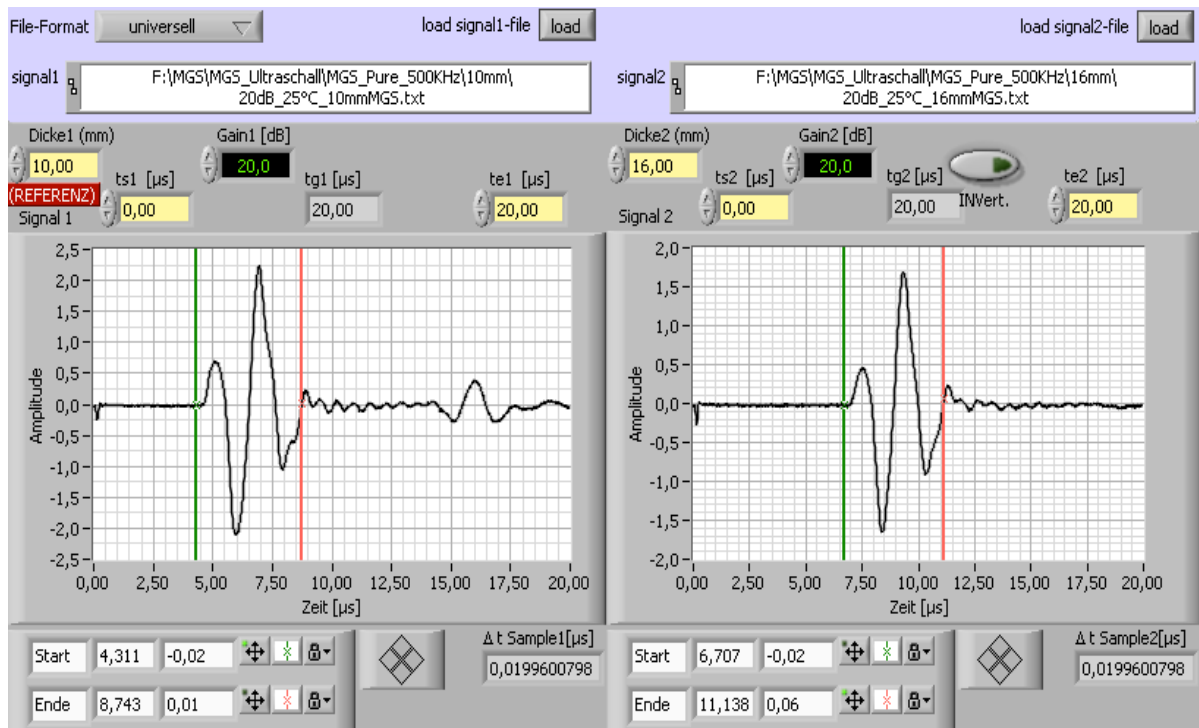 File-Format universell load signal1-file load
load signal2-file load
signal1 F:\MGS\MGS_Ultraschall\MGS_Pure_500KHz\10mm\
20dB_25°C_10mmMGS.txt
signal2 F:\MGS\MGS_Ultraschall\MGS_Pure_500KHz\16mm\
20dB_25°C_16mmMGS.txt
Dicke1 (mm) Gain1 [dB]
10,00 20,0
(REFERENZ) ts1 [µs] tg1 [µs] te1 [µs]
Signal 1 0,00 20,00 20,00
Dicke2 (mm) Gain2 [dB]
16,00 20,0
ts2 [µs] tg2 [µs] INVert. te2 [µs]
Signal 2 0,00 20,00 20,00
Amplitude
2,5
2,0
1,5
1,0
0,5
0,0
-0,5
-1,0
-1,5
-2,0
-2,5
0,00 2,50 5,00 7,50 10,00 12,50 15,00 17,50 20,00
Zeit [µs]
Amplitude
2,0
1,5
1,0
0,5
0,0
-0,5
-1,0
-1,5
-2,0
0,00 2,50 5,00 7,50 10,00 12,50 15,00 17,50 20,00
Zeit [µs]
Start 4,311 -0,02
Ende 8,743 0,01
Δ t Sample1[µs]
0,0199600798
Start 6,707 -0,02
Ende 11,138 0,06
Δ t Sample2[µs]
0,0199600798